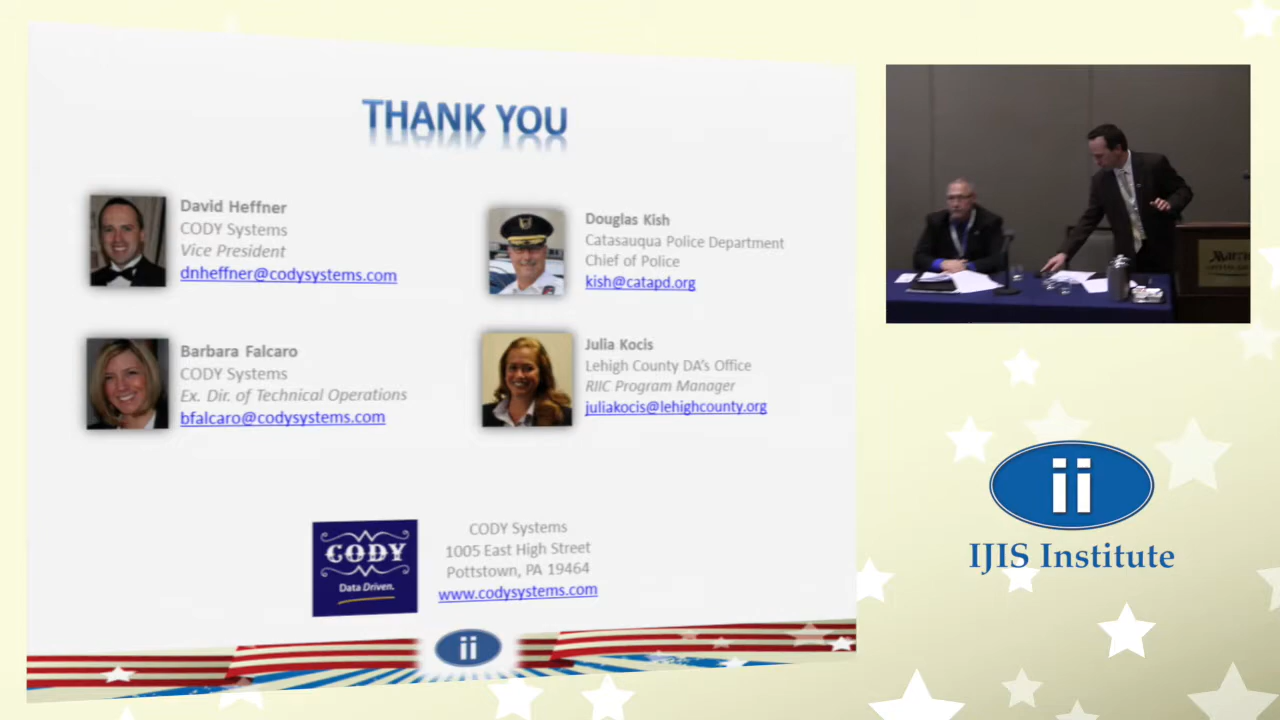 THANK YOU
David Heffner
CODY Systems
Vice President
dnheffner@codysystems.com
Douglas Kish
Catasauqua Police Department
Chief of Police
kish@catapd.org
Barbara Falcaro
CODY Systems
Ex. Dir. of Technical Operations
bfalcaro@codysystems.com
Julia Kocis
Lehigh County DA's Office
RIIC Program Manager
juliakocis@lehighcounty.org
CODY
Data Driven.
CODY Systems
1005 East High Street
Pottstown, PA 19464
www.codysystems.com
ii
ii
IJIS Institute